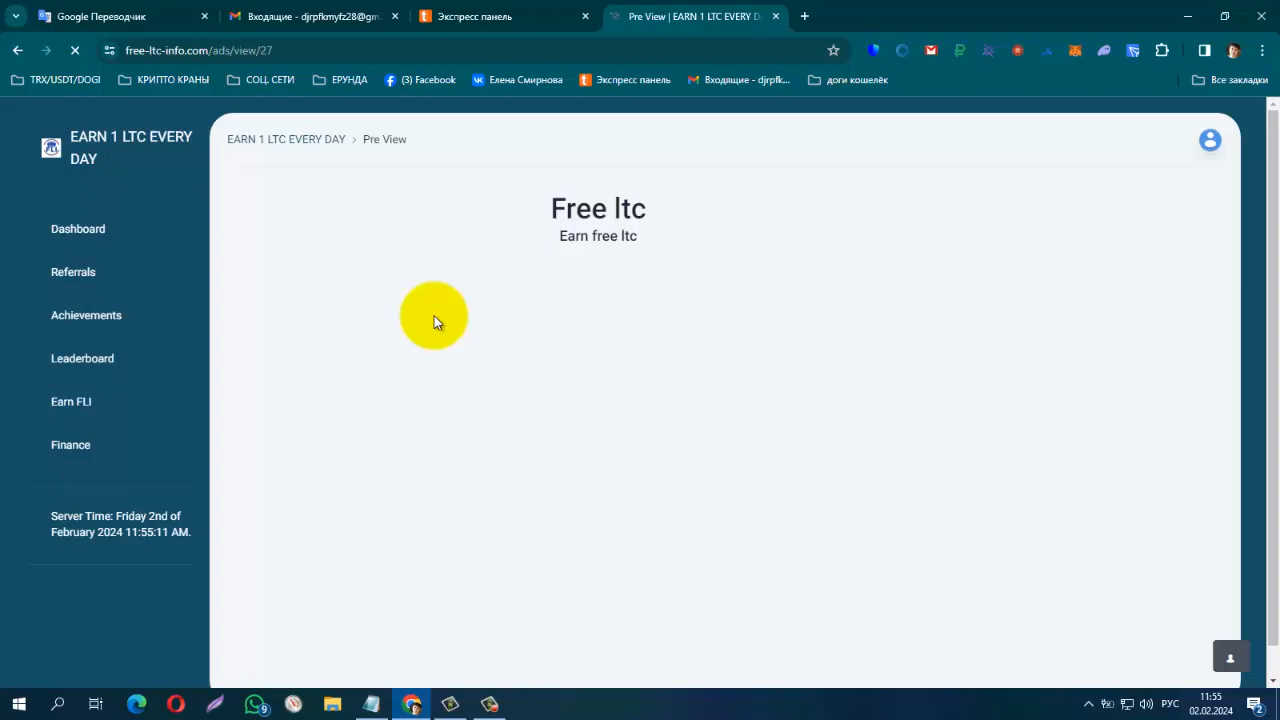 Google Переводчик
Входящие - djrpfkmyfz28@gm
Экспресс панель
Pre View | EARN 1 LTC EVERY D
free-ltc-info.com/ads/view/27
TRX/USDT/DOGI
КРИПТО КРАНЫ
СОЦ. СЕТИ
ЕРУНДА
(3) Facebook
Елена Смирнова
Экспресс панель
Входящие - djrpfk...
доги кошелёк
Все закладки
EARN 1 LTC EVERY
DAY
EARN 1 LTC EVERY DAY > Pre View
Free ltc
Earn free ltc
Dashboard
Referrals
Achievements
Leaderboard
Earn FLI
Finance
Server Time: Friday 2nd of
February 2024 11:55:11 AM.
9
РУС
11:55
02.02.2024
2